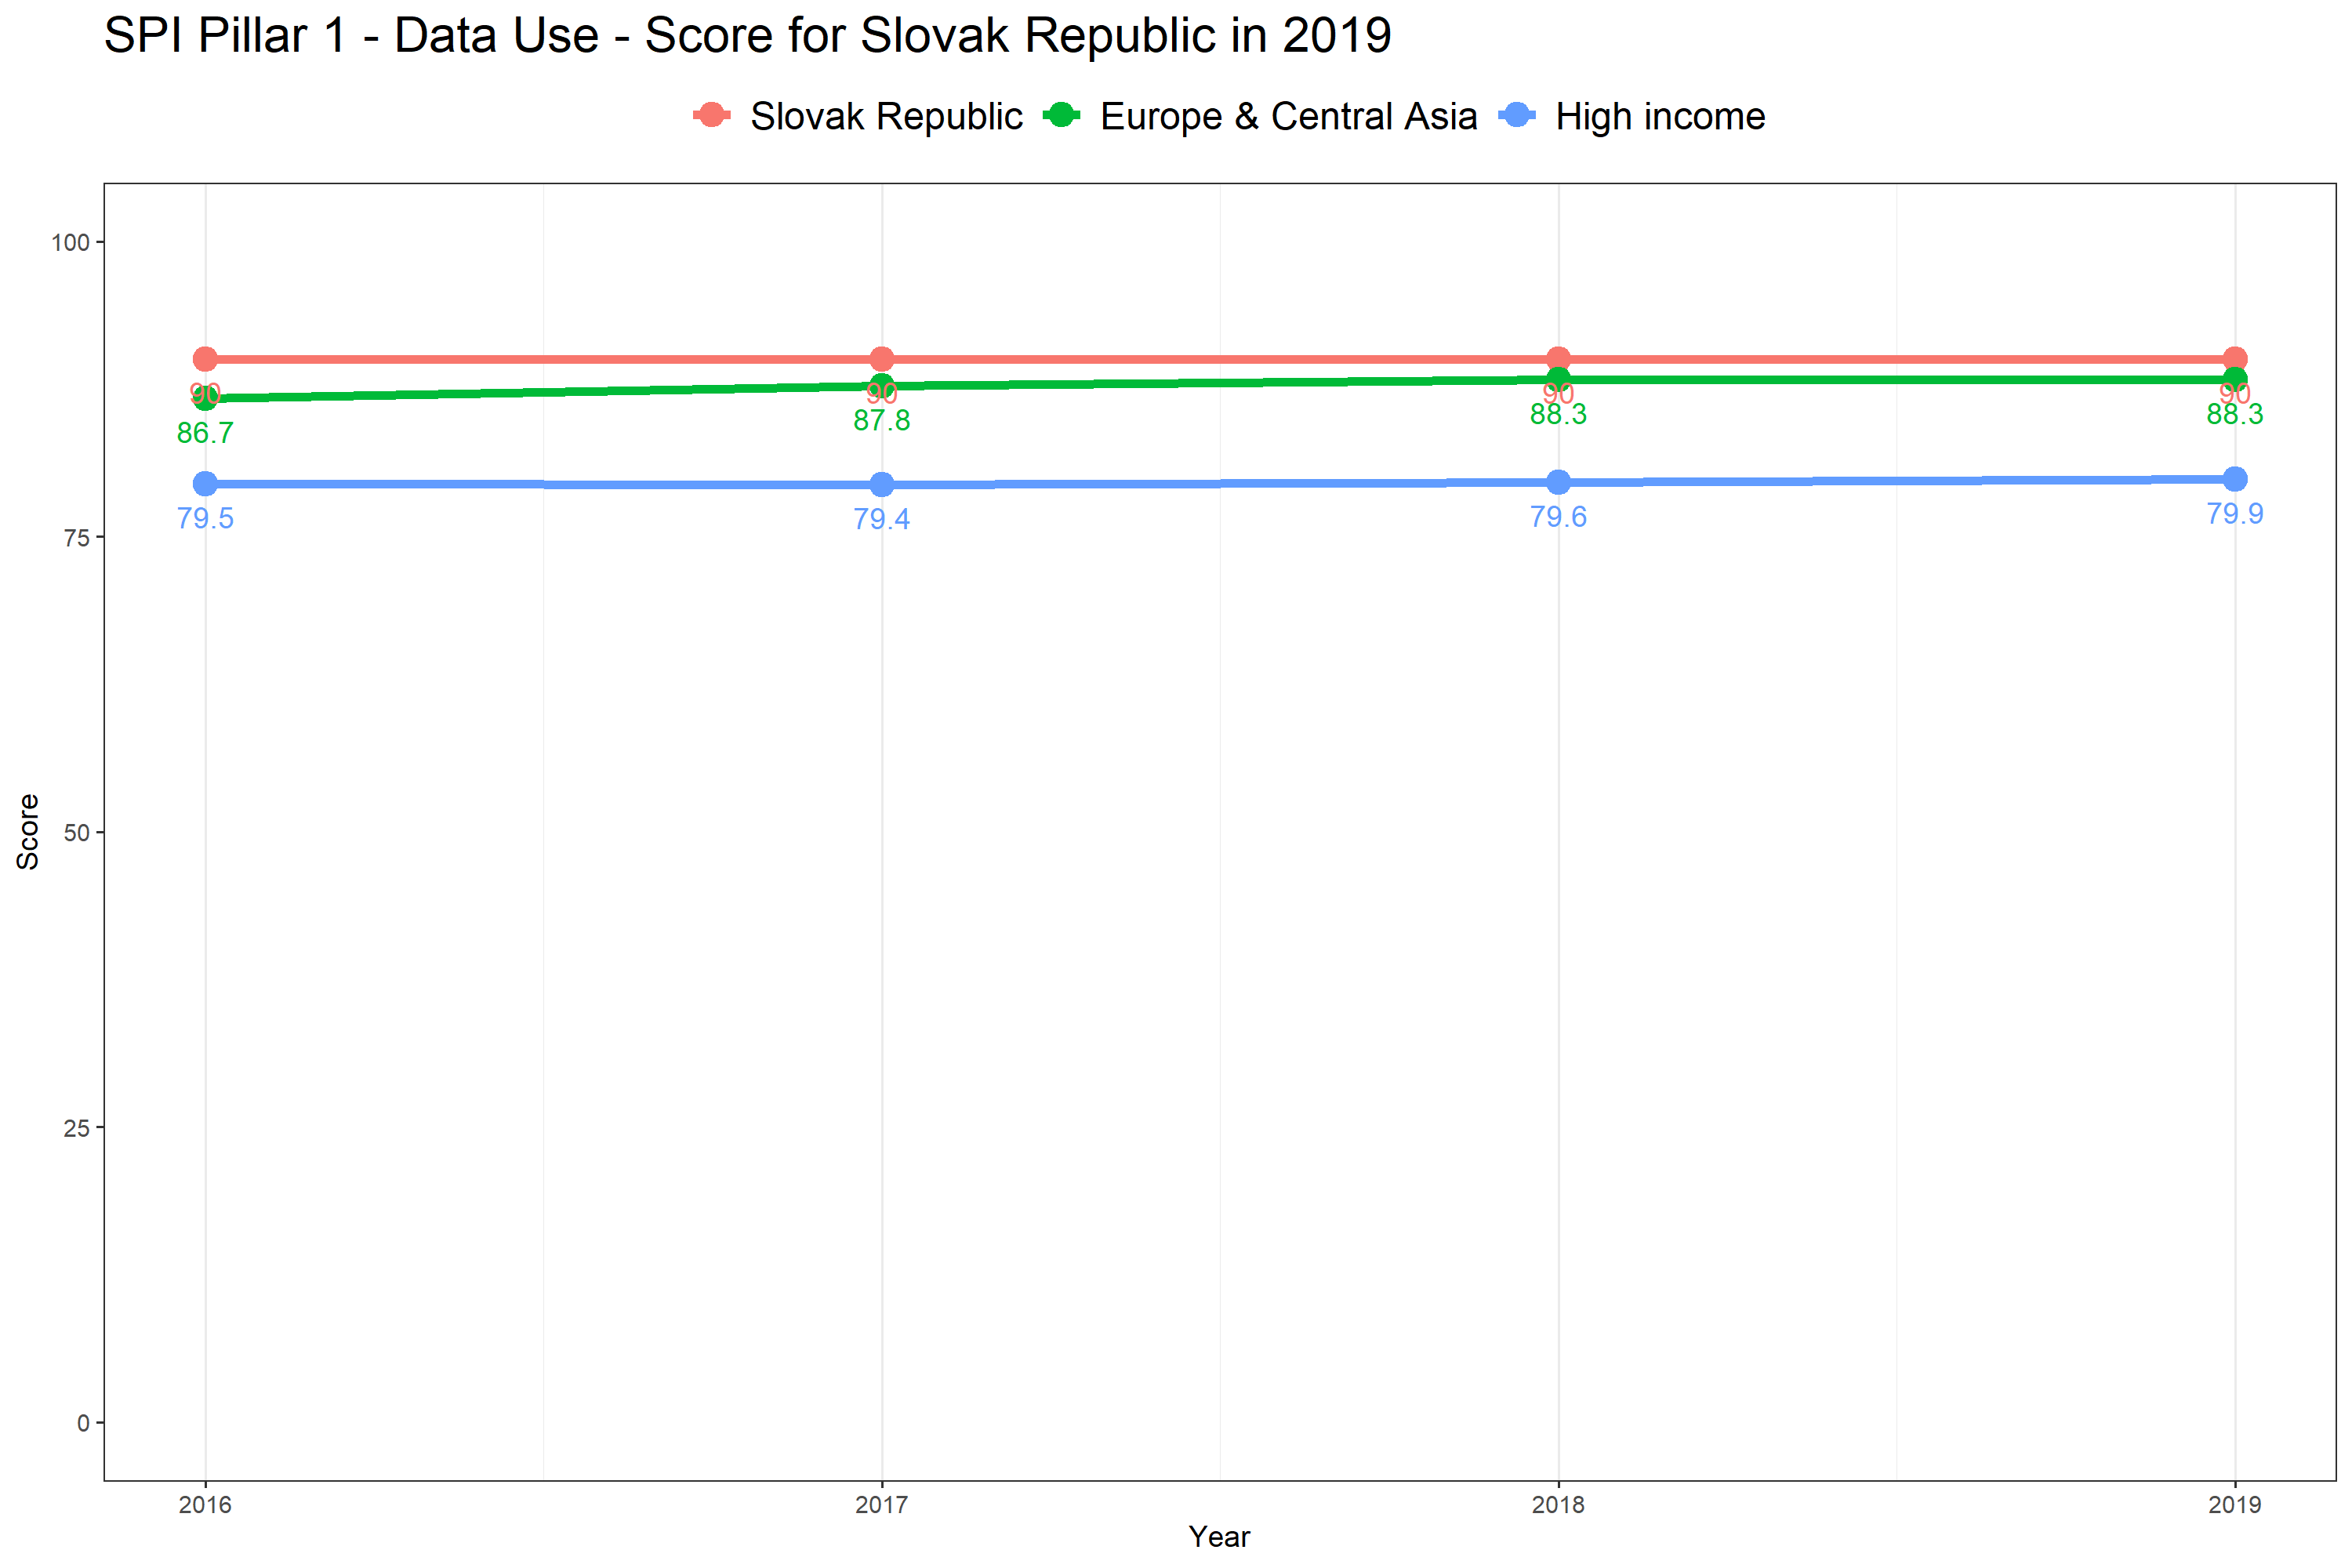 SPI Pillar 1 - Data Use - Score for Slovak Republic in 2019
Slovak Republic Europe & Central Asia High income
100
75
50
25
0
Score
90 90 90 90
86.7 87.8 88.3 88.3
79.5 79.4 79.6 79.9
2016 2017 2018 2019
Year